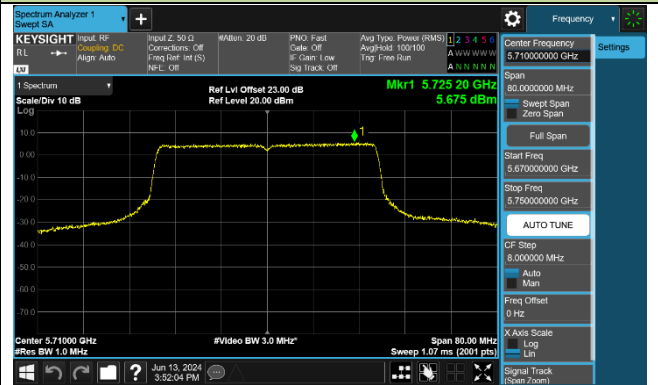 Spectrum Analyzer 1
Swept SA
Frequency
KEYSIGHT
RL
Input: RF
Coupling: DC
Align: Auto
Input Z: 50 Ω
Corrections: Off
Freq Ref: Int (S)
NFE: Off
#Atten: 20 dB
PNO: Fast
Gate: Off
IF Gain: Low
Sig Track: Off
Avg Type: Power (RMS)
Avg|Hold: 100/100
Trig: Free Run
1 2 3 4 5 6
A W W W W W
A N N N N N
Center Frequency
5.710000000 GHz
Settings
Span
80.0000000 MHz
Swept Span
Zero Span
Full Span
Start Freq
5.670000000 GHz
Stop Freq
5.750000000 GHz
AUTO TUNE
CF Step
8.000000 MHz
Auto
Man
Freq Offset
0 Hz
X Axis Scale
Log
Lin
Signal Track
(Span Zoom)
1 Spectrum
Scale/Div 10 dB
Log
Ref Lvl Offset 23.00 dB
Ref Level 20.00 dBm
Mkr1 5.725 20 GHz
5.675 dBm
1
10.0
0.00
-10.0
-20.0
-30.0
-40.0
-50.0
-60.0
-70.0
Center 5.71000 GHz
#Res BW 1.0 MHz
#Video BW 3.0 MHz*
Span 80.00 MHz
Sweep 1.07 ms (2001 pts)
Jun 13, 2024
3:52:04 PM